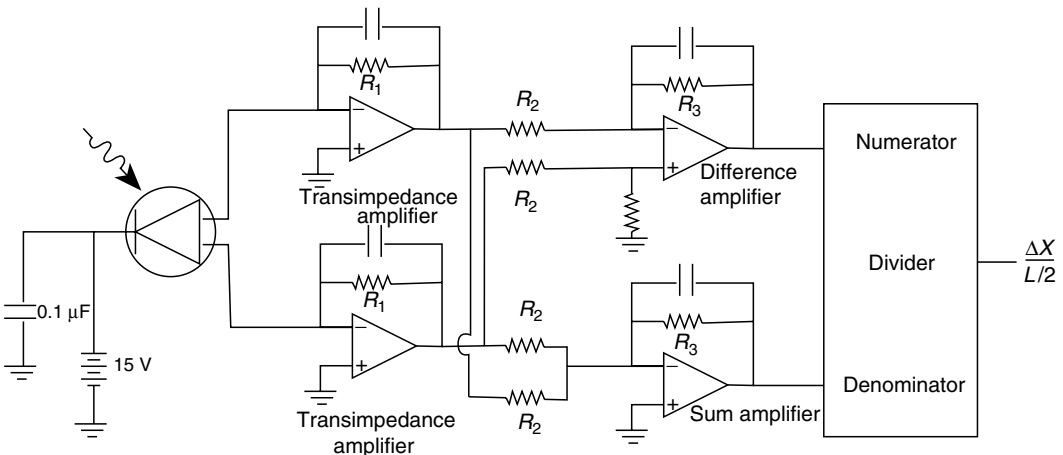 R1
−
+
Transimpedance
amplifier
R2
R2
R3
−
+
Difference
amplifier
Numerator
Divider
Denominator
ΔX
L/2
0.1 μF
15 V
R1
−
+
Transimpedance
amplifier
R2
R2
R3
−
+
Sum amplifier